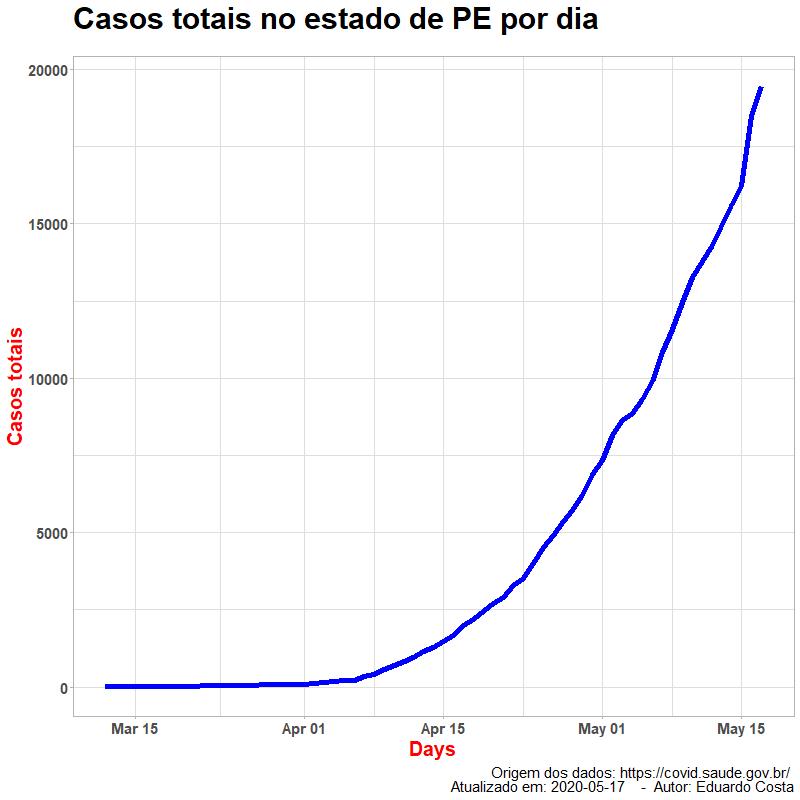 Casos totais no estado de PE por dia
20000
15000
10000
5000
0
Casos totais
Mar 15
Apr 01
Apr 15
May 01
May 15
Days
Origem dos dados: https://covid.saude.gov.br/
Atualizado em: 2020-05-17 - Autor: Eduardo Costa